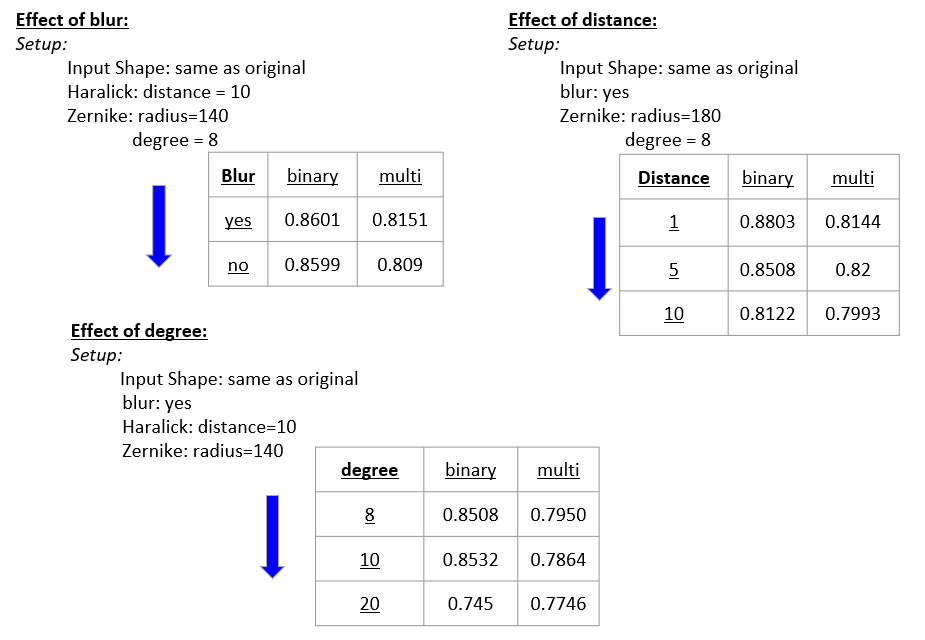 Effect of blur:
Setup:
Input Shape: same as original
Haralick: distance = 10
Zernike: radius=140
degree = 8
Blur binary multi
yes 0.8601 0.8151
no 0.8599 0.809
Effect of distance:
Setup:
Input Shape: same as original
blur: yes
Zernike: radius=180
degree = 8
Distance binary multi
1 0.8803 0.8144
5 0.8508 0.82
10 0.8122 0.7993
Effect of degree:
Setup:
Input Shape: same as original
blur: yes
Haralick: distance=10
Zernike: radius=140
degree binary multi
8 0.8508 0.7950
10 0.8532 0.7864
20 0.745 0.7746